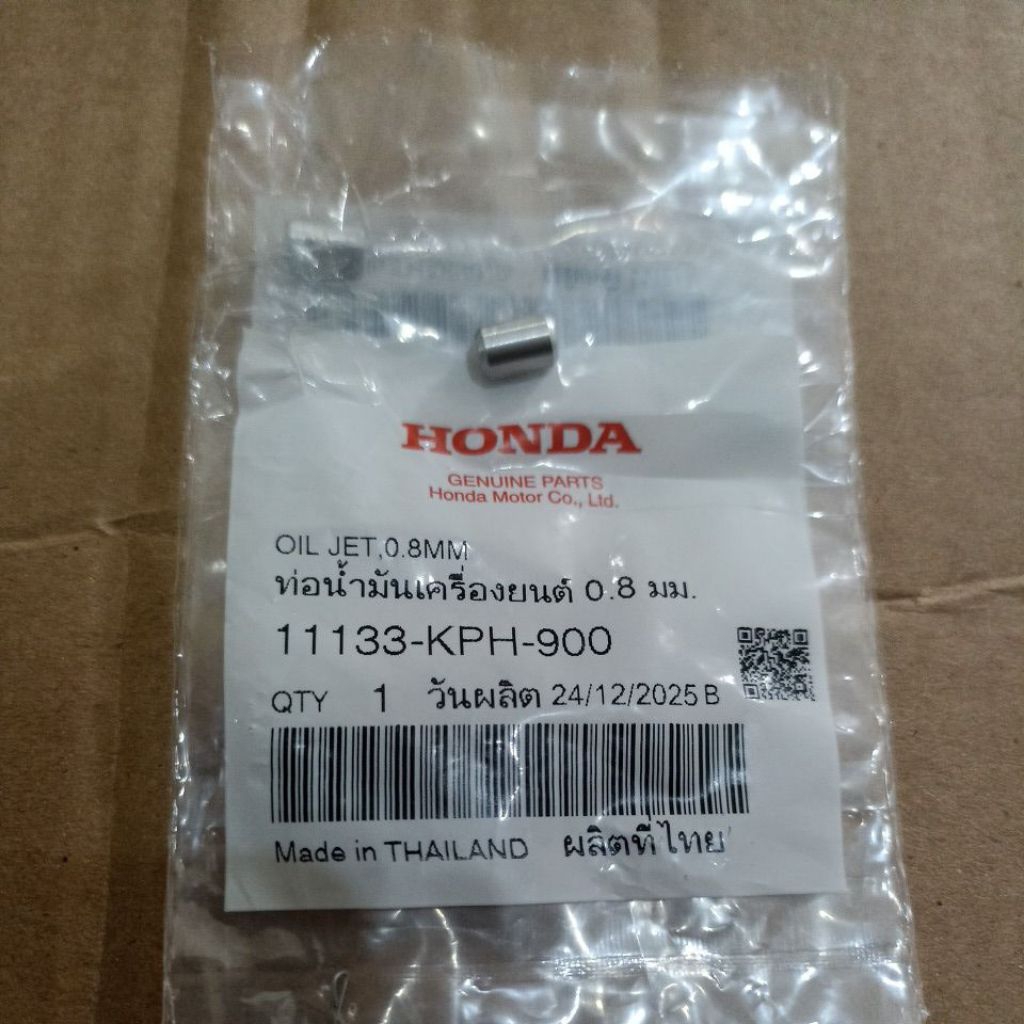 HONDA
GENUINE PARTS
Honda Motor Co., Ltd.
OIL JET,0.8MM
ท่อน้ำมันเครื่องยนต์ 0.8 มม.
11133-KPH-900
QTY 1 วันผลิต 24/12/2025 B
Made in THAILAND ผลิตที่ไทย